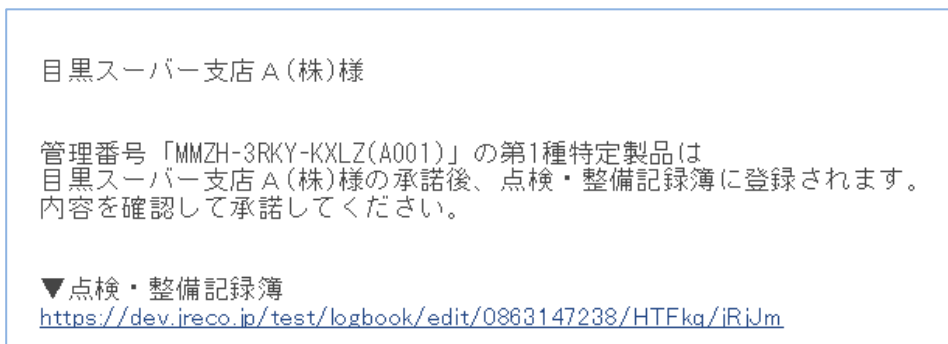 目黒スーパー支店A(株)様
管理番号「MMZH-3RKY-KXLZ(A001)」の第1種特定製品は
目黒スーパー支店A(株)様の承諾後、点検・整備記録簿に登録されます。
内容を確認して承諾してください。
▼点検・整備記録簿
https://dev.jreco.jp/test/logbook/edit/0863147238/HTFkq/jRjJm